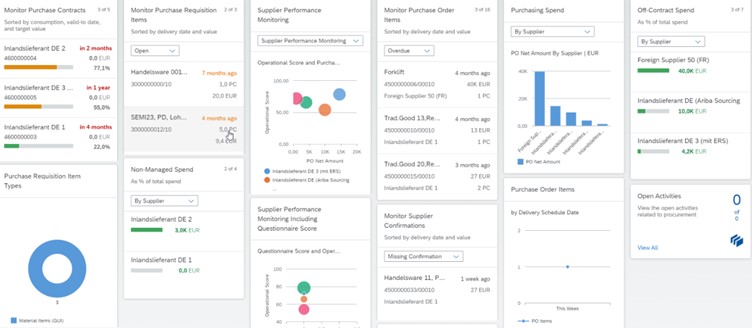 Monitor Purchase Contracts 3 of 5
Sorted by consumption, valid-to date,
and target value
Inlandslieferant DE 2 in 2 months
4600000004 0,0 EUR
77,1%
Inlandslieferant DE 3 ... in 1 year
4600000005 0,0 EUR
55,0%
Inlandslieferant DE 1 in 4 months
4600000003 0,0 EUR
22,0%
Purchase Requisition Item
Types
3
Material Items (GUI)
Monitor Purchase Requisition 2 of 3
Items
Sorted by delivery date and value
Open
Handelsware 001... 7 months ago
3000000000/10 1,0 PC
20,0 EUR
SEMI23, PD, Loh... 4 months ago
3000000012/10 5,0 PC
9,4 EUR
Non-Managed Spend 2 of 4
As % of total spend
By Supplier
Inlandslieferant DE 2
3,0K EUR
Inlandslieferant DE 1
0,0 EUR
Supplier Performance
Monitoring
Supplier Performance Monitoring
Operational Score and Purcha...
Operational Score
100,00
50,00
0,00
0K 5K 10K 15K 20K
PO Net Amount
Inlandslieferant DE 3 (mit ERS)
Inlandslieferant DE (Ariba Sourcing
...
Supplier Performance
Monitoring Including
Questionnaire Score
Questionnaire Score and Oper...
Operational Score
100,00
50,00
0,00
Monitor Purchase Order 3 of 16
Items
Sorted by delivery date and value
Overdue
Forklift 4 months ago
4500000006/00010 40K EUR
Foreign Supplier 50 (FR) 1 PC
Trad.Good 13,Re... 4 months ago
4500000010/00010 13 EUR
Inlandslieferant DE 1 1 PC
Trad.Good 20,Re... 3 months ago
4500000015/00010 27 EUR
Inlandslieferant DE 1 2 PC
Monitor Supplier
Confirmations
Sorted by delivery date and value
Missing Confirmation
Handelsware 11, P... 1 week ago
4500000033/00010 27 EUR
Inlandslieferant DE 1
Purchasing Spend
By Supplier
PO Net Amount By Supplier | EUR
40K
20K
0
Foreign Sup...
Inlandsliefera...
Inlandsliefera...
Inlandsliefera...
Inlandsliefera...
PO Net Amount
Purchase Order Items
by Delivery Schedule Date
2
1
0
This Week
PO Items
Off-Contract Spend 3 of 7
As % of total spend
By Supplier
Foreign Supplier 50 (FR)
40,0K EUR
Inlandslieferant DE (Ariba Sourcing
10,0K EUR
Inlandslieferant DE 3 (mit ERS)
4,2K EUR
Open Activities 0
View the open activities of
related to procurement 0
View All